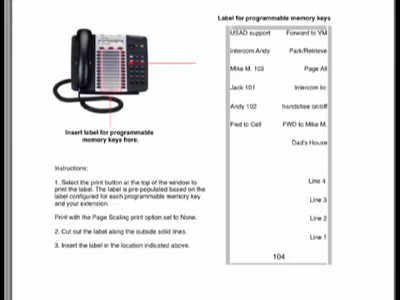 Label for programmable memory keys
USAD support Forward to VM
Intercom Andy Park/Retrieve
Mike M. 103 Page All
Jack 101 Intercom to:
Andy 102 handsfree on/off
Fwd to Cell FWD to Mike M.
Dad's House
Line 4
Line 3
Line 2
Line 1
104
Insert label for programmable
memory keys here.
Instructions:
1. Select the print button at the top of the window to
print the label. The label is pre-populated based on the
label configured for each programmable memory key
and your extension.
Print with the Page Scaling print option set to None.
2. Cut out the label along the outside solid lines.
3. Insert the label in the location indicated above.